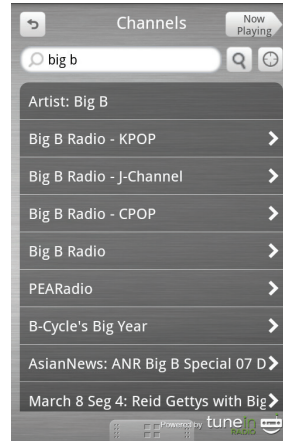 Channels
Now
Playing
big b
Artist: Big B
Big B Radio - KPOP
Big B Radio - J-Channel
Big B Radio - CPOP
Big B Radio
PEARadio
B-Cycle's Big Year
AsianNews: ANR Big B Special 07 D
March 8 Seg 4: Reid Gettys with Big
Powered by tunein
RADIO